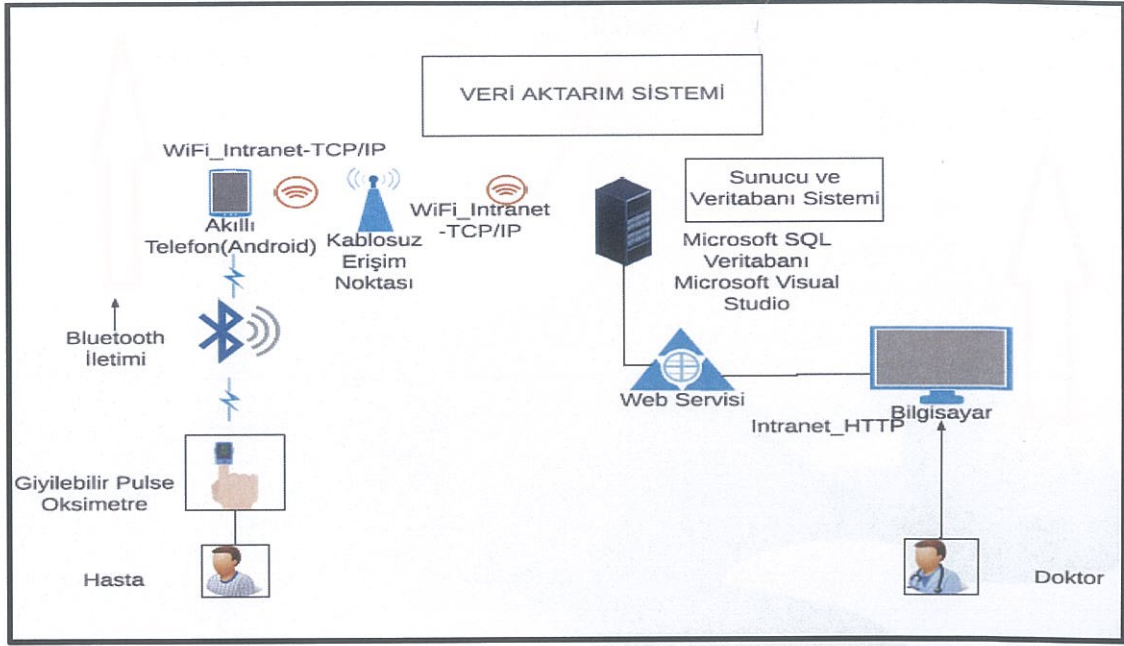 VERİ AKTARIM SİSTEMİ
WiFi_Intranet-TCP/IP
Akıllı
Telefon(Android)
Kablosuz
Erişim
Noktası
WiFi_Intranet
-TCP/IP
Sunucu ve
Veritabanı Sistemi
Microsoft SQL
Veritabanı
Microsoft Visual
Studio
Bluetooth
İletimi
Web Servisi
Intranet_HTTP
Bilgisayar
Giyilebilir Pulse
Oksimetre
Hasta
Doktor